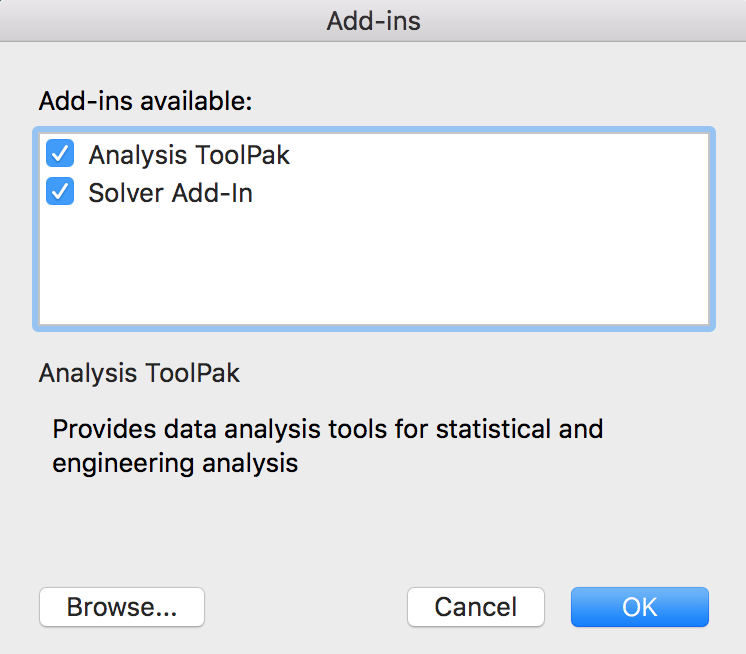 Add-ins
Add-ins available:
Analysis ToolPak
Solver Add-In
Analysis ToolPak
Provides data analysis tools for statistical and
engineering analysis
Browse...
Cancel
OK